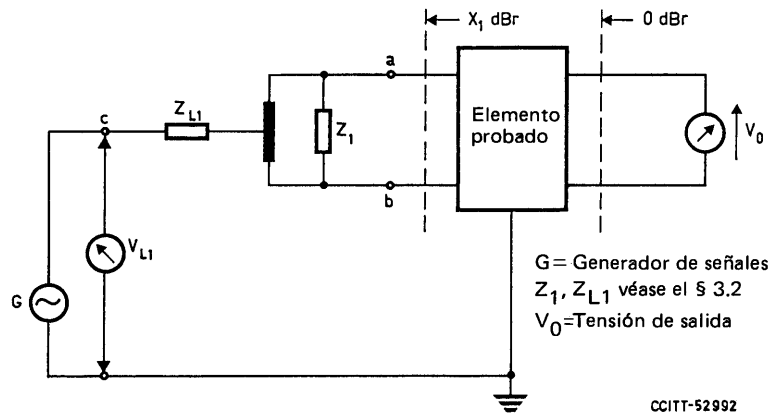 X1 dBr
0 dBr
a
c
ZL1
Z1
Elemento
probado
V0
b
VL1
G
G= Generador de señales
Z1, ZL1 véase el § 3.2
V0=Tensión de salida
CCITT-52992